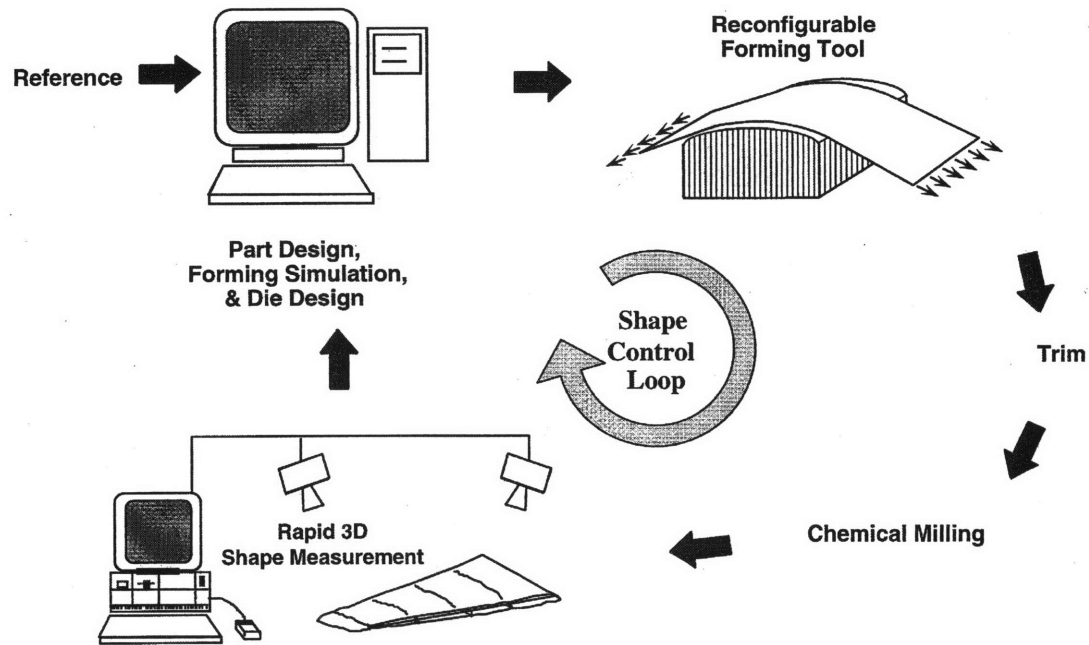 Reference
Reconfigurable
Forming Tool
Part Design,
Forming Simulation,
& Die Design
Shape
Control
Loop
Trim
Chemical Milling
Rapid 3D
Shape Measurement